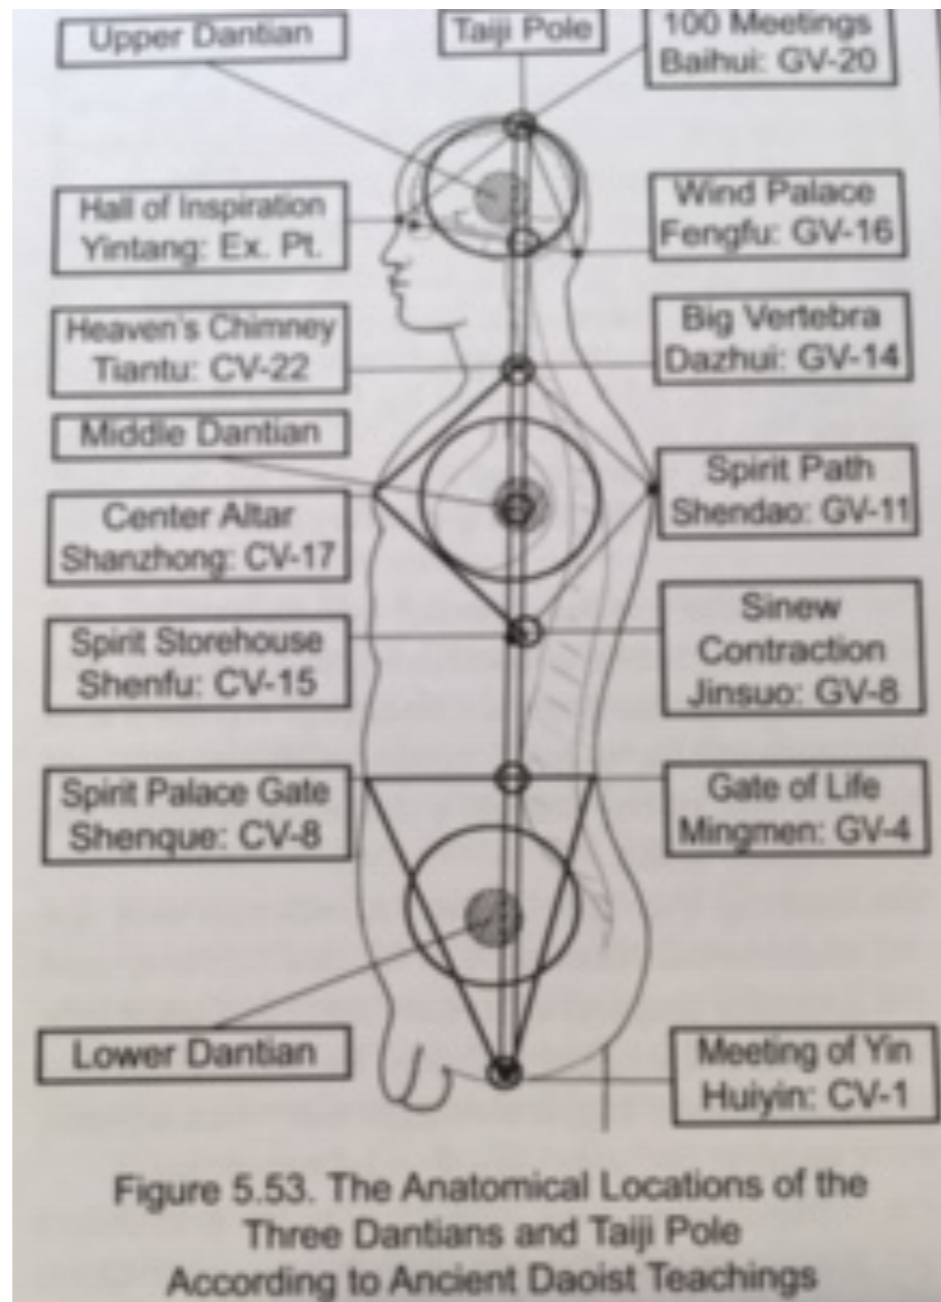 Upper Dantian
Taiji Pole
100 Meetings
Baihui: GV-20
Hall of Inspiration
Yintang: Ex. Pt.
Wind Palace
Fengfu: GV-16
Heaven's Chimney
Tiantu: CV-22
Big Vertebra
Dazhui: GV-14
Middle Dantian
Center Altar
Shanzhong: CV-17
Spirit Path
Shendao: GV-11
Spirit Storehouse
Shenfu: CV-15
Sinew
Contraction
Jinsuo: GV-8
Spirit Palace Gate
Shenque: CV-8
Gate of Life
Mingmen: GV-4
Lower Dantian
Meeting of Yin
Huiyin: CV-1
Figure 5.53. The Anatomical Locations of the
Three Dantians and Taiji Pole
According to Ancient Daoist Teachings